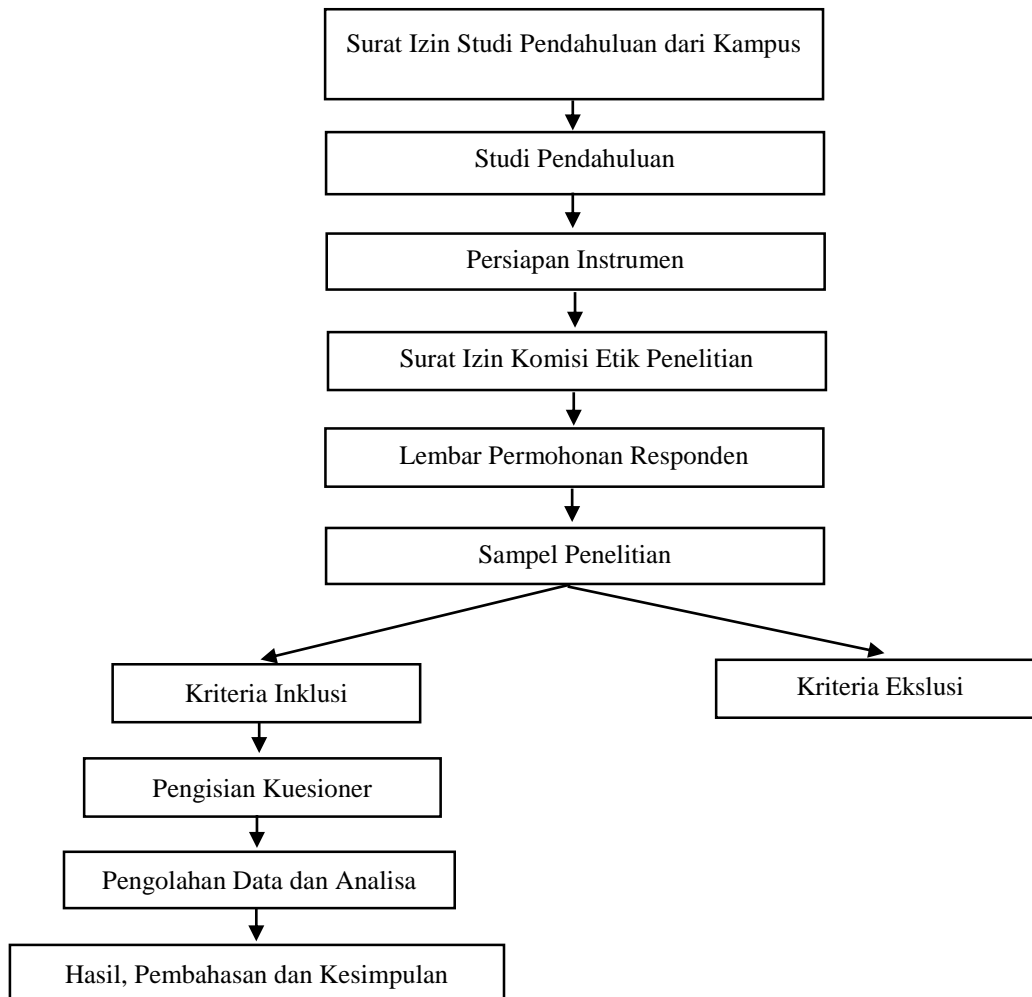 Surat Izin Studi Pendahuluan dari Kampus
Studi Pendahuluan
Persiapan Instrumen
Surat Izin Komisi Etik Penelitian
Lembar Permohonan Responden
Sampel Penelitian
Kriteria Inklusi
Kriteria Ekslusi
Pengisian Kuesioner
Pengolahan Data dan Analisa
Hasil, Pembahasan dan Kesimpulan